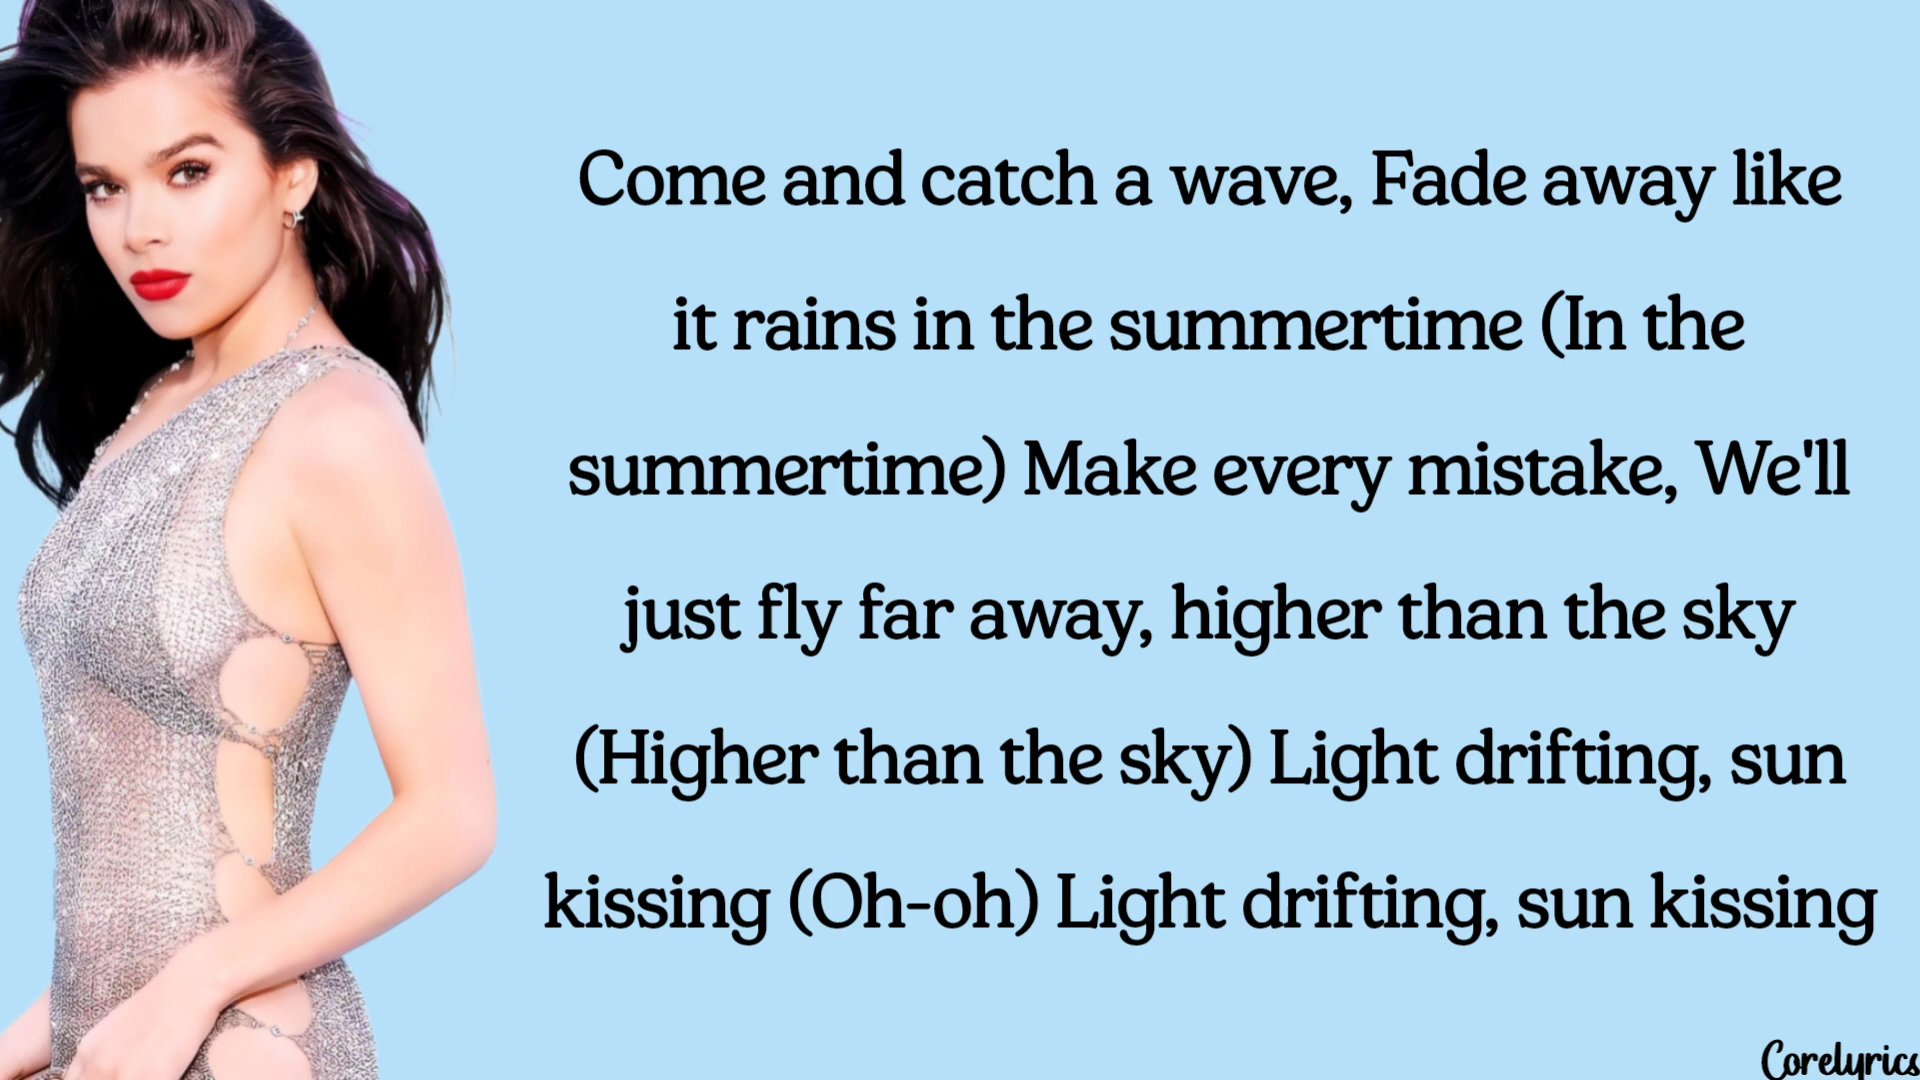 Come and catch a wave, Fade away like
it rains in the summertime (In the
summertime) Make every mistake, We'll
just fly far away, higher than the sky
(Higher than the sky) Light drifting, sun
kissing (Oh-oh) Light drifting, sun kissing
Corelyrics